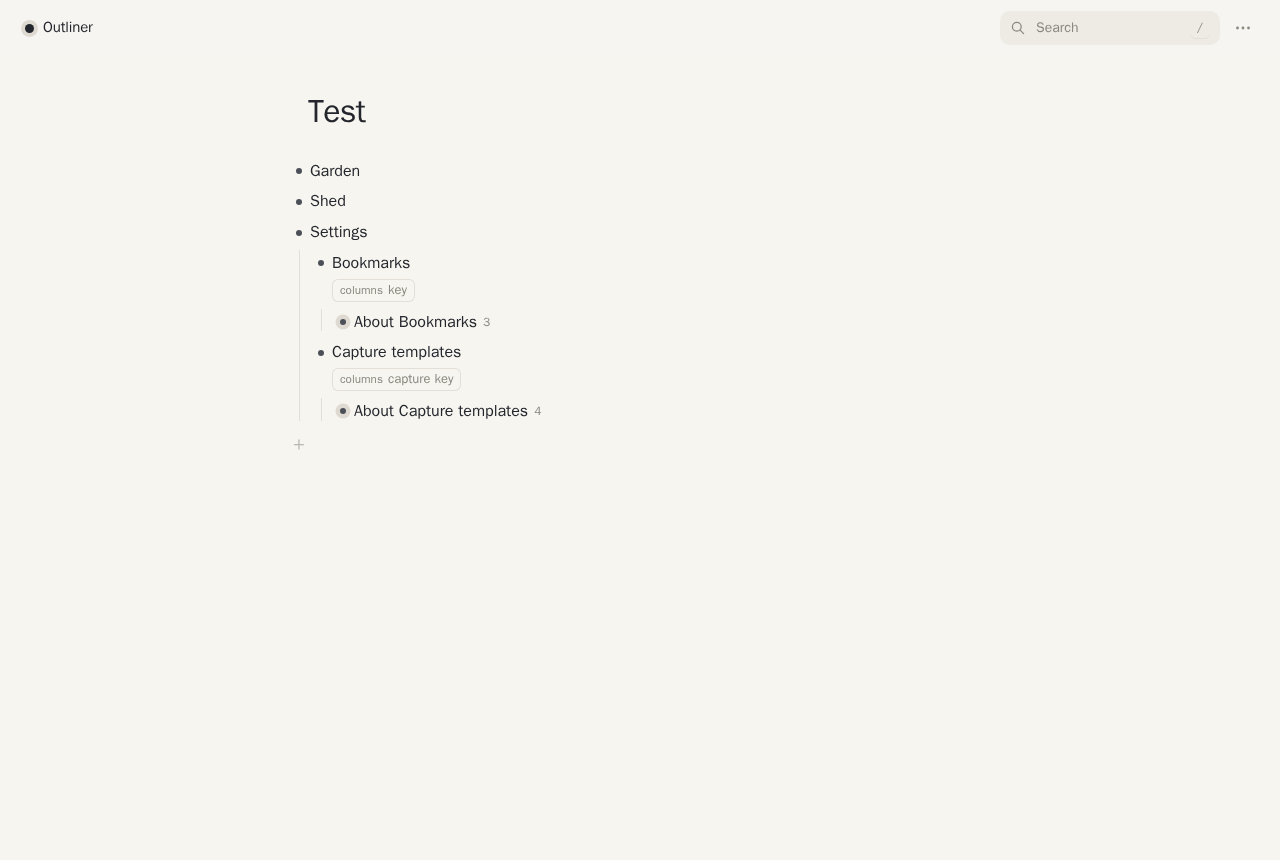 Outliner
Search /
Test
Garden
Shed
Settings
Bookmarks
columns key
About Bookmarks 3
Capture templates
columns capture key
About Capture templates 4
+